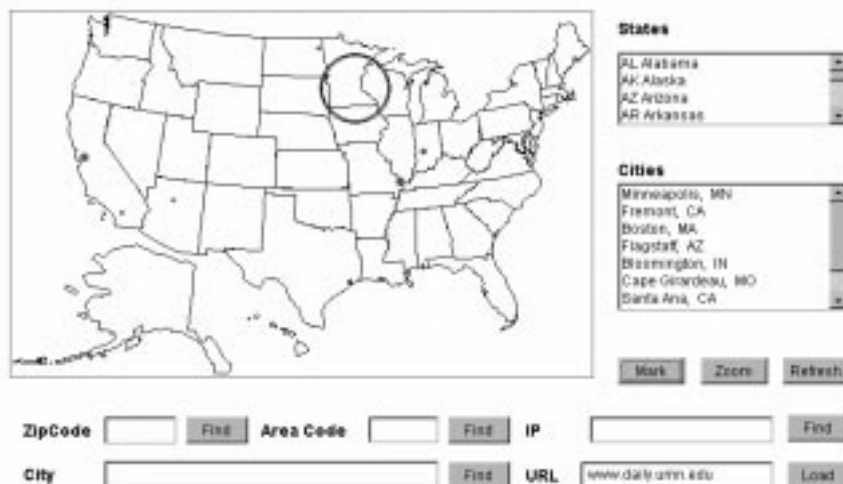 States
AL Alabama
AK Alaska
AZ Arizona
AR Arkansas
Cities
Minneapolis, MN
Fremont, CA
Boston, MA
Flagstaff, AZ
Bloomington, IN
Cape Girardeau, MO
Santa Ana, CA
Mark Zoom Refresh
ZipCode Find Area Code Find IP Find
City Find URL www.daily.umn.edu Load